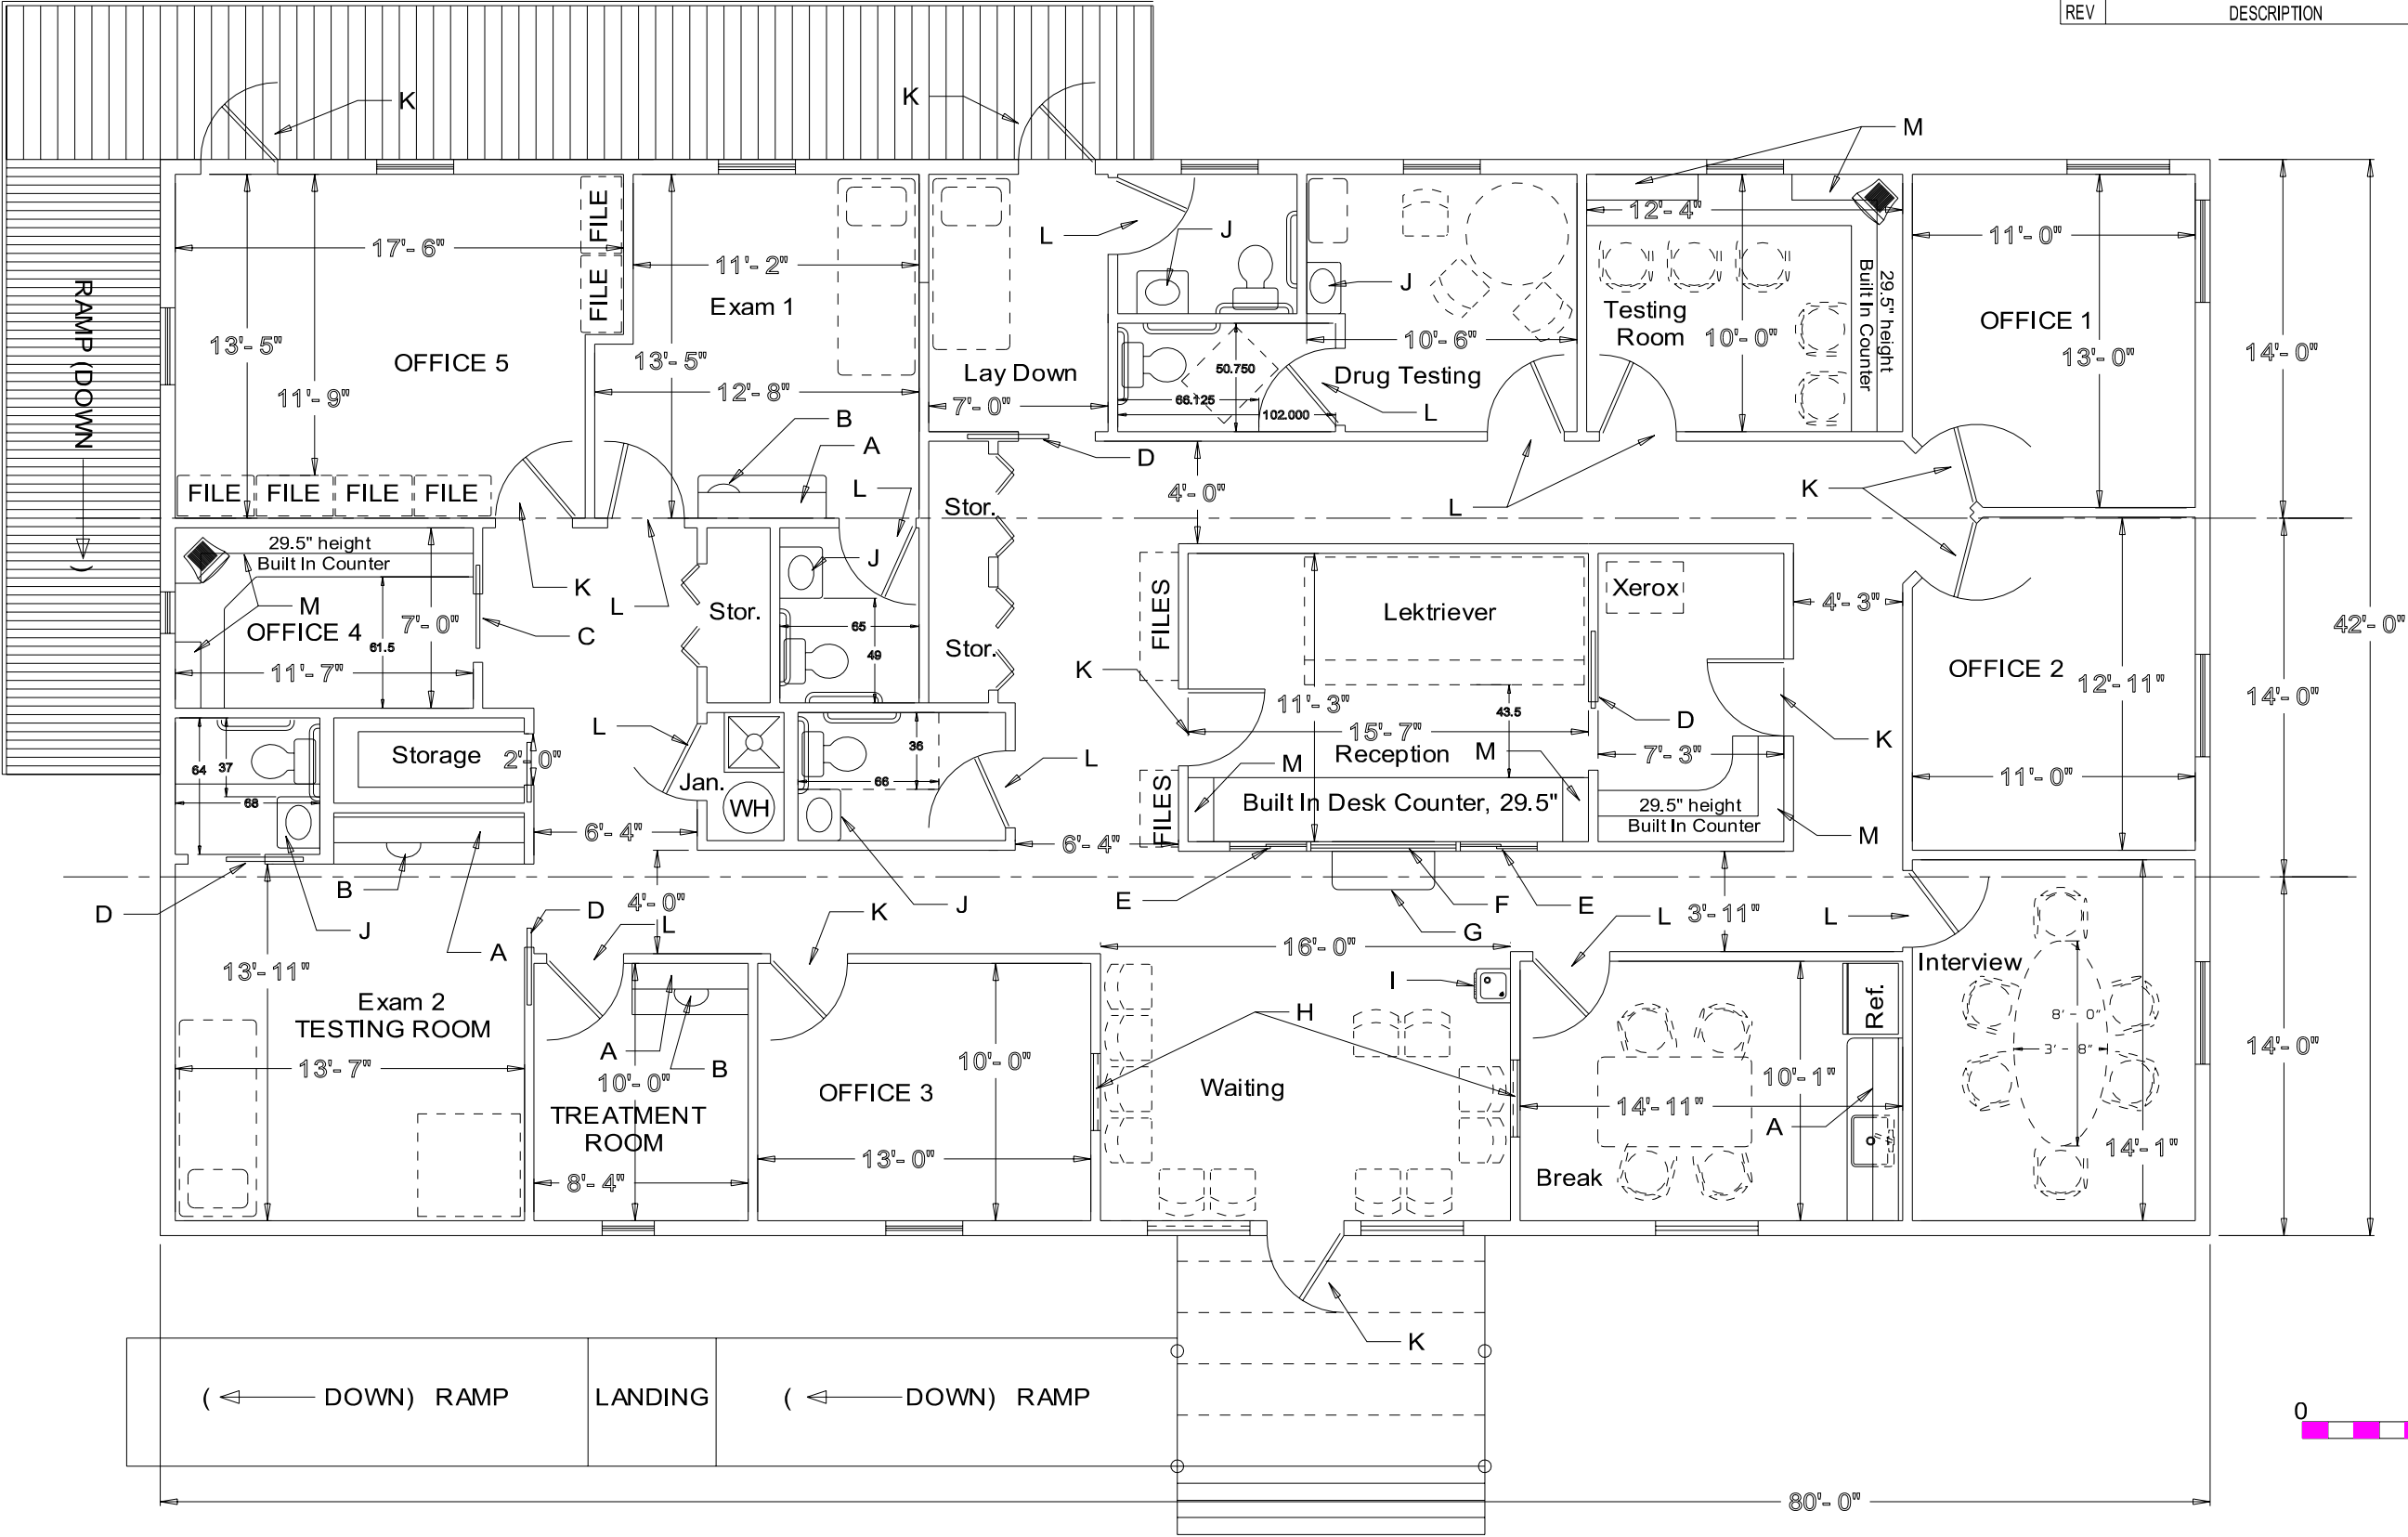 REV DESCRIPTION
K
K
M
FILE
FILE
17'- 6"
11'- 2"
12'- 4"
11'- 0"
L
J
J
RAMP (DOWN
)
Exam 1
Testing
Room
29.5" height
Built In Counter
OFFICE 1
13'- 5"
OFFICE 5
13'- 5"
10'- 6"
10'- 0"
13'- 0"
14'- 0"
11'- 9"
12'- 8"
Lay Down
7'- 0"
50.750
66.125
102.000
Drug Testing
L
B
A
D
FILE FILE FILE FILE
L
4'- 0"
Stor.
L
K
29.5" height
Built In Counter
M
OFFICE 4
7'- 0"
61.5
11'- 7"
K
L
C
Stor.
J
65
49
Stor.
FILES
K
11'- 3"
Lektriever
Xerox
4'- 3"
42'- 0"
OFFICE 2
12'- 11"
14'- 0"
43.5
15'- 7"
Reception
D
K
7'- 3"
M
M
FILES
Built In Desk Counter, 29.5"
29.5" height
Built In Counter
M
11'- 0"
64
37
68
Storage
2'- 0"
L
Jan.
WH
36
66
L
6'- 4"
6'- 4"
D
B
J
A
D
4'- 0"
L
K
J
E
F
E
G
L
3'- 11"
L
13'- 11"
Exam 2
TESTING ROOM
13'- 7"
A
B
10'- 0"
TREATMENT
ROOM
8'- 4"
OFFICE 3
10'- 0"
13'- 0"
16'- 0"
I
H
Waiting
Ref.
10'- 1"
14'- 11"
A
Break
Interview
8' - 0"
3' - 8"
14'- 1"
14'- 0"
K
( DOWN) RAMP LANDING ( DOWN) RAMP
0
80'- 0"